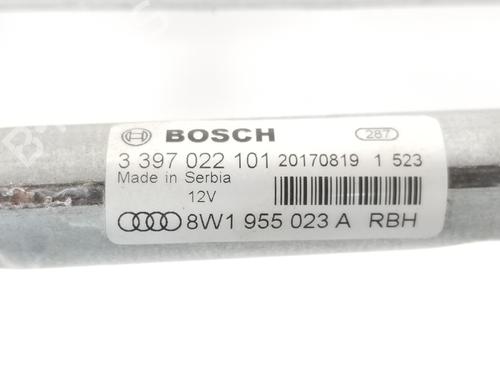 BOSCH 287
3 397 022 101 20170819 1 523
Made in Serbia
12V
8W1 955 023 A RBH